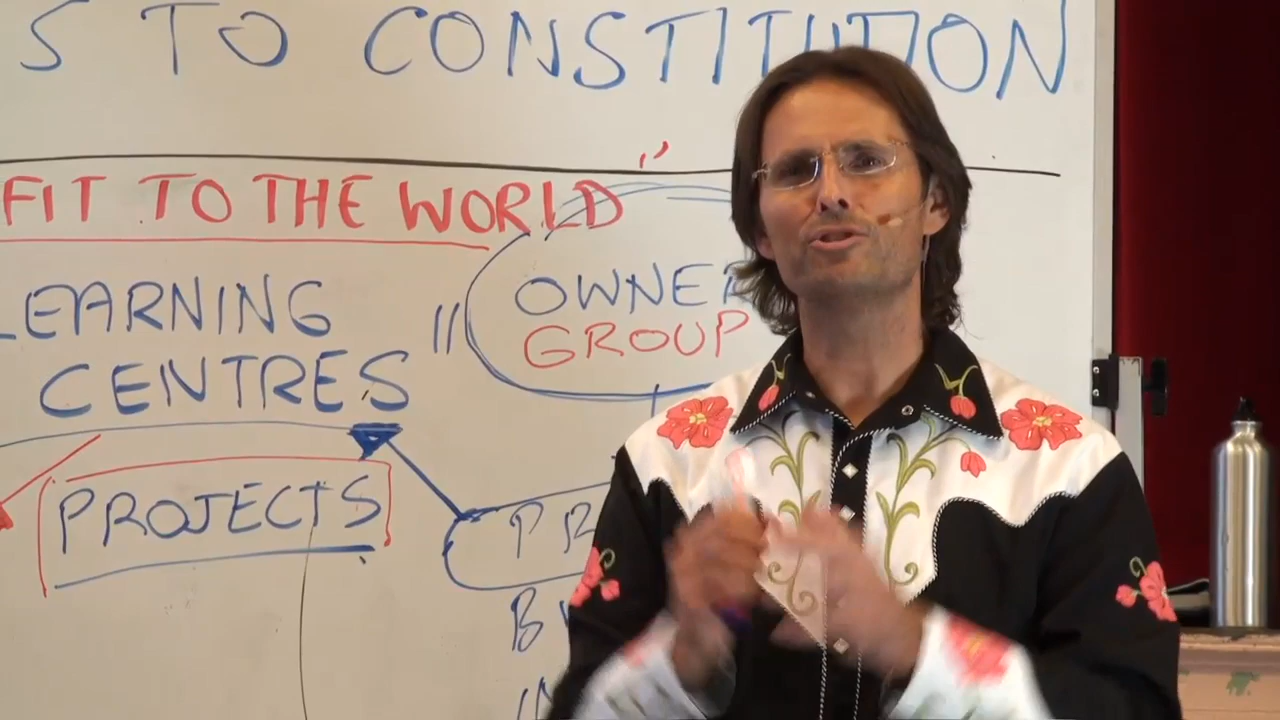 S TO CONSTITUTION
FIT TO THE WORLD"
LEARNING
CENTRES
"
OWNER
GROUP
PROJECTS